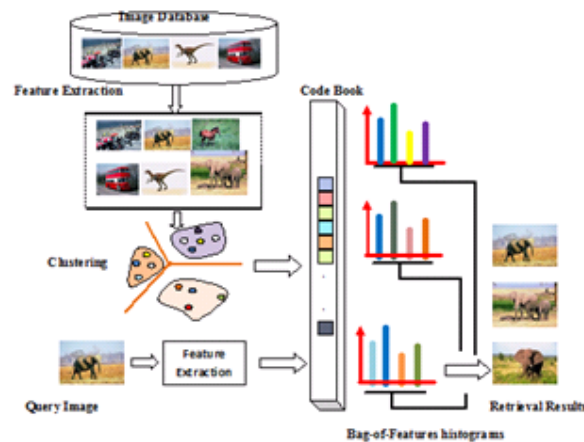 Image Database
Feature Extraction
Code Book
Clustering
Feature
Extraction
Query Image
Retrieval Results
Bag-of-Features histograms